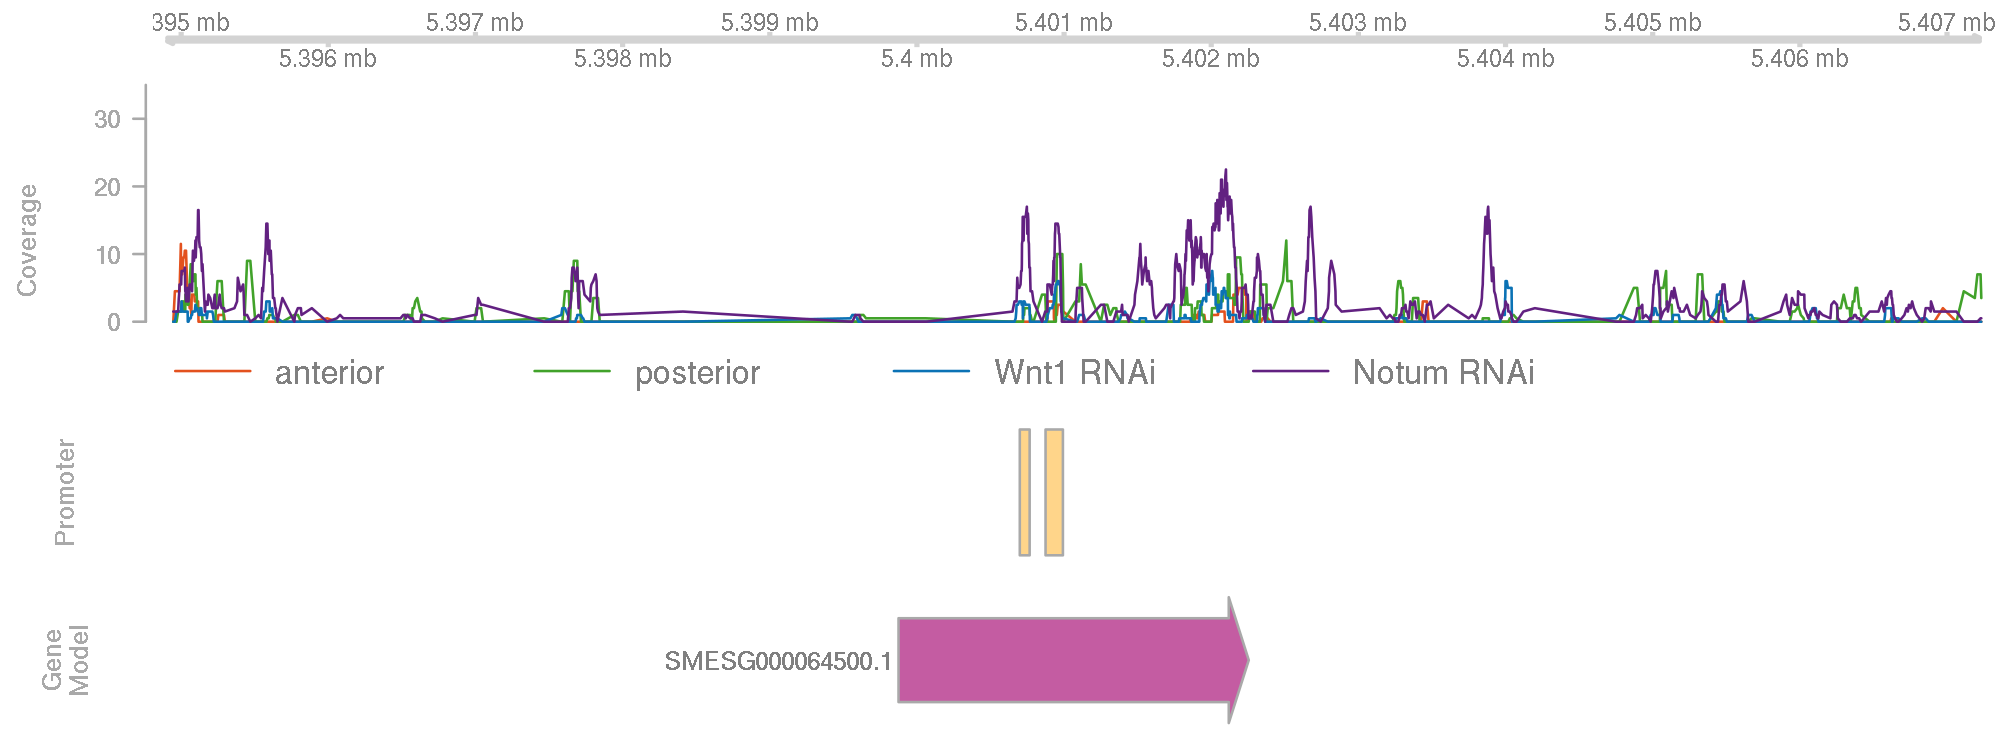 395 mb 5.397 mb 5.399 mb 5.401 mb 5.403 mb 5.405 mb 5.407 mb
5.396 mb 5.398 mb 5.4 mb 5.402 mb 5.404 mb 5.406 mb
Coverage
30
20
10
0
anterior posterior Wnt1 RNAi Notum RNAi
Promoter
Gene
Model
SMESG000064500.1